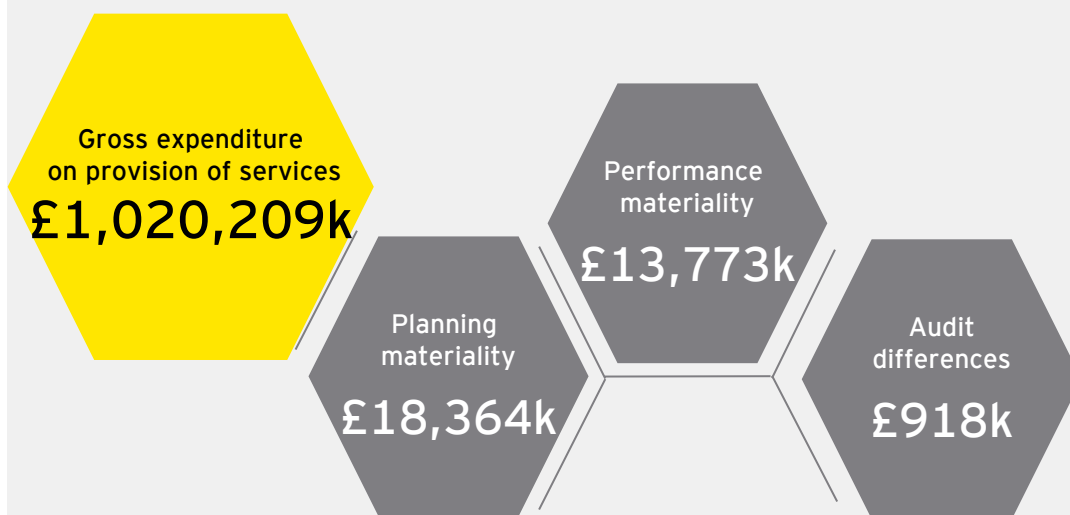 Gross expenditure
on provision of services
£1,020,209k
Planning
materiality
£18,364k
Performance
materiality
£13,773k
Audit
differences
£918k